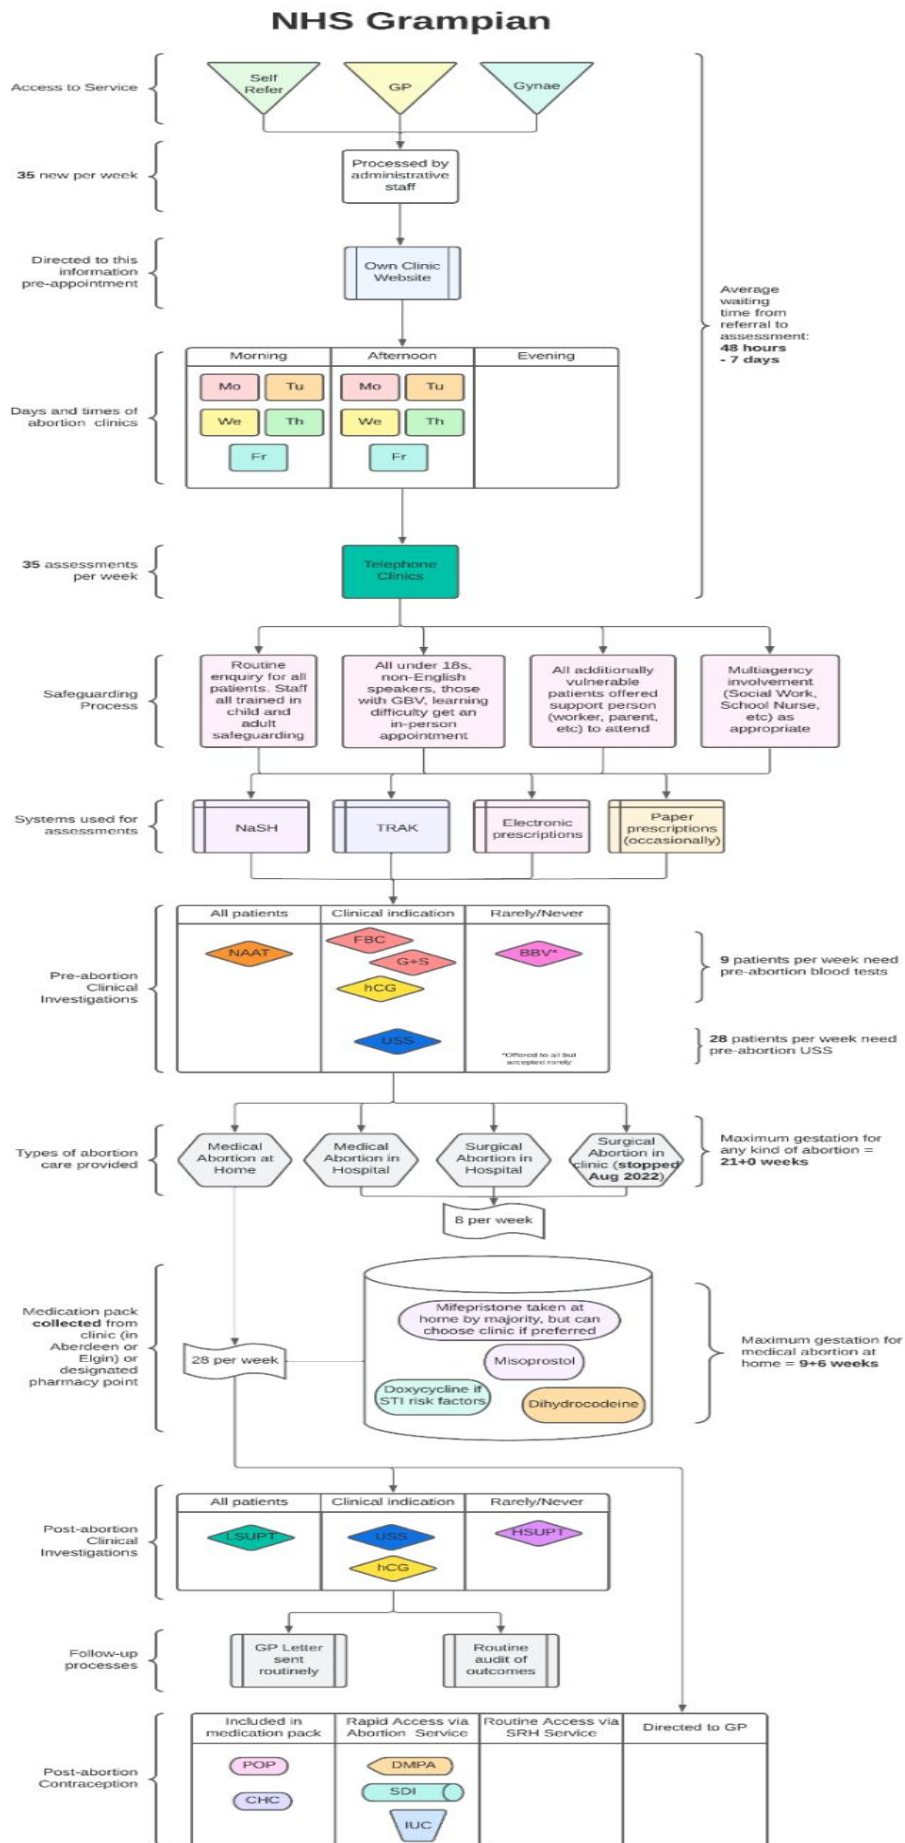 NHS Grampian
Access to Service
Self
Refer
GP
Gynae
35 new per week
Processed by
administrative
staff
Directed to this
information
pre-appointment
Own Clinic
Website
Average
waiting
time from
referral to
assessment:
48 hours
- 7 days
Days and times of
abortion clinics
Morning
Afternoon
Evening
Mo
Tu
Mo
Tu
We
Th
We
Th
Fr
Fr
35 assessments
per week
Telephone
Clinics
Safeguarding
Process
Routine
enquiry for all
patients. Staff
all trained in
child and
adult
safeguarding
All under 18s,
non-English
speakers, those
with GBV, learning
difficulty get an
in-person
appointment
All additionally
vulnerable
patients offered
support person
(worker, parent,
etc) to attend
Multiagency
involvement
(Social Work,
School Nurse,
etc) as
appropriate
Systems used for
assessments
NaSH
TRAK
Electronic
prescriptions
Paper
prescriptions
(occasionally)
Pre-abortion
Clinical
Investigations
All patients
Clinical indication
Rarely/Never
NAAT
FBC
G+S
hCG
USS
BBV*
*Offered to all but
accepted rarely
9 patients per week need
pre-abortion blood tests
28 patients per week need
pre-abortion USS
Types of abortion
care provided
Medical
Abortion at
Home
Medical
Abortion in
Hospital
Surgical
Abortion in
Hospital
Surgical
Abortion in
clinic (stopped
Aug 2022)
Maximum gestation for
any kind of abortion =
21+0 weeks
8 per week
Medication pack
collected from
clinic (in
Aberdeen or
Elgin) or
designated
pharmacy point
28 per week
Mifepristone taken at
home by majority, but can
choose clinic if preferred
Misoprostol
Doxycycline if
STI risk factors
Dihydrocodeine
Maximum gestation for
medical abortion at
home = 9+6 weeks
Post-abortion
Clinical
Investigations
All patients
Clinical indication
Rarely/Never
LSUPT
USS
hCG
HSUPT
Follow-up
processes
GP Letter
sent
routinely
Routine
audit of
outcomes
Post-abortion
Contraception
Included in
medication pack
Rapid Access via
Abortion Service
Routine Access via
SRH Service
Directed to GP
POP
CHC
DMPA
SDI
IUC